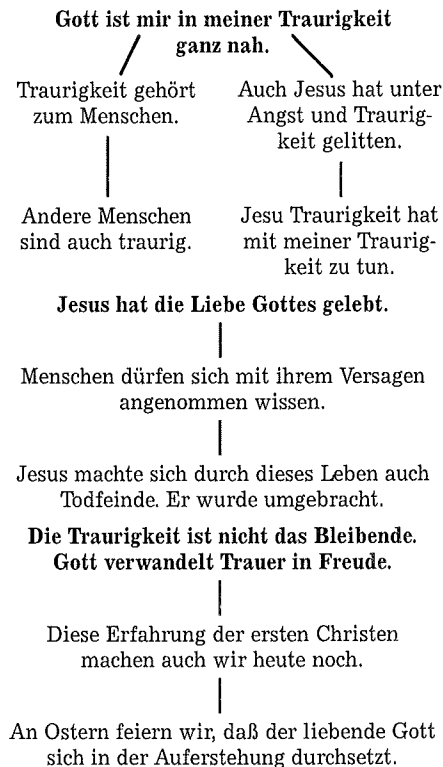 Gott ist mir in meiner Traurigkeit
ganz nah.
Traurigkeit gehört
zum Menschen.
Auch Jesus hat unter
Angst und Traurig-
keit gelitten.
Andere Menschen
sind auch traurig.
Jesu Traurigkeit hat
mit meiner Traurig-
keit zu tun.
Jesus hat die Liebe Gottes gelebt.
Menschen dürfen sich mit ihrem Versagen
angenommen wissen.
Jesus machte sich durch dieses Leben auch
Todfeinde. Er wurde umgebracht.
Die Traurigkeit ist nicht das Bleibende.
Gott verwandelt Trauer in Freude.
Diese Erfahrung der ersten Christen
machen auch wir heute noch.
An Ostern feiern wir, daß der liebende Gott
sich in der Auferstehung durchsetzt.